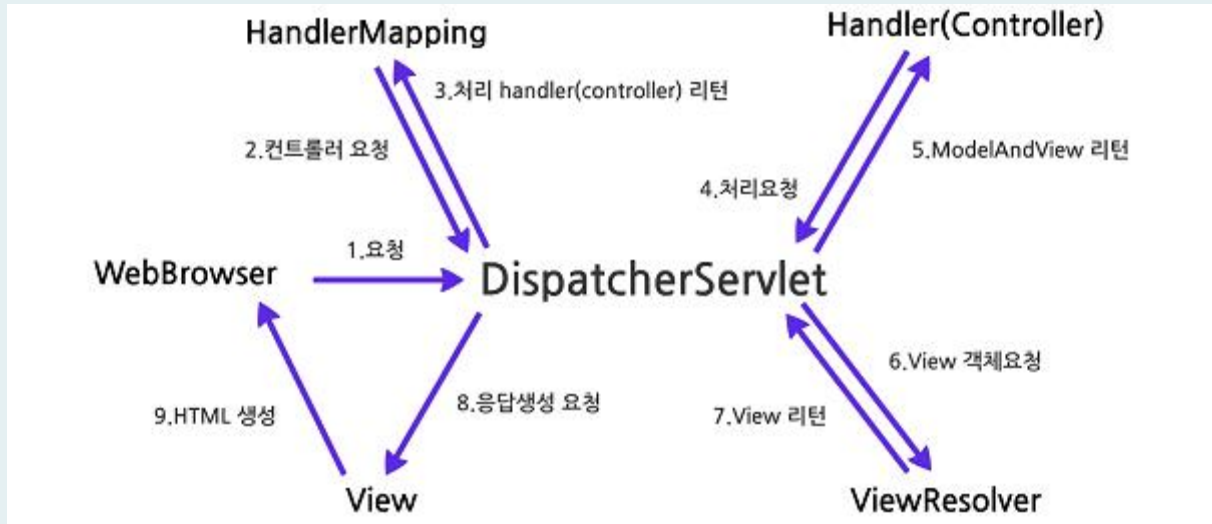 HandlerMapping
Handler(Controller)
3.처리 handler(controller) 리턴
2.컨트롤러 요청
5.ModelAndView 리턴
4.처리요청
1.요청
WebBrowser
DispatcherServlet
6.View 객체요청
8.응답생성 요청
7.View 리턴
9.HTML 생성
View
ViewResolver